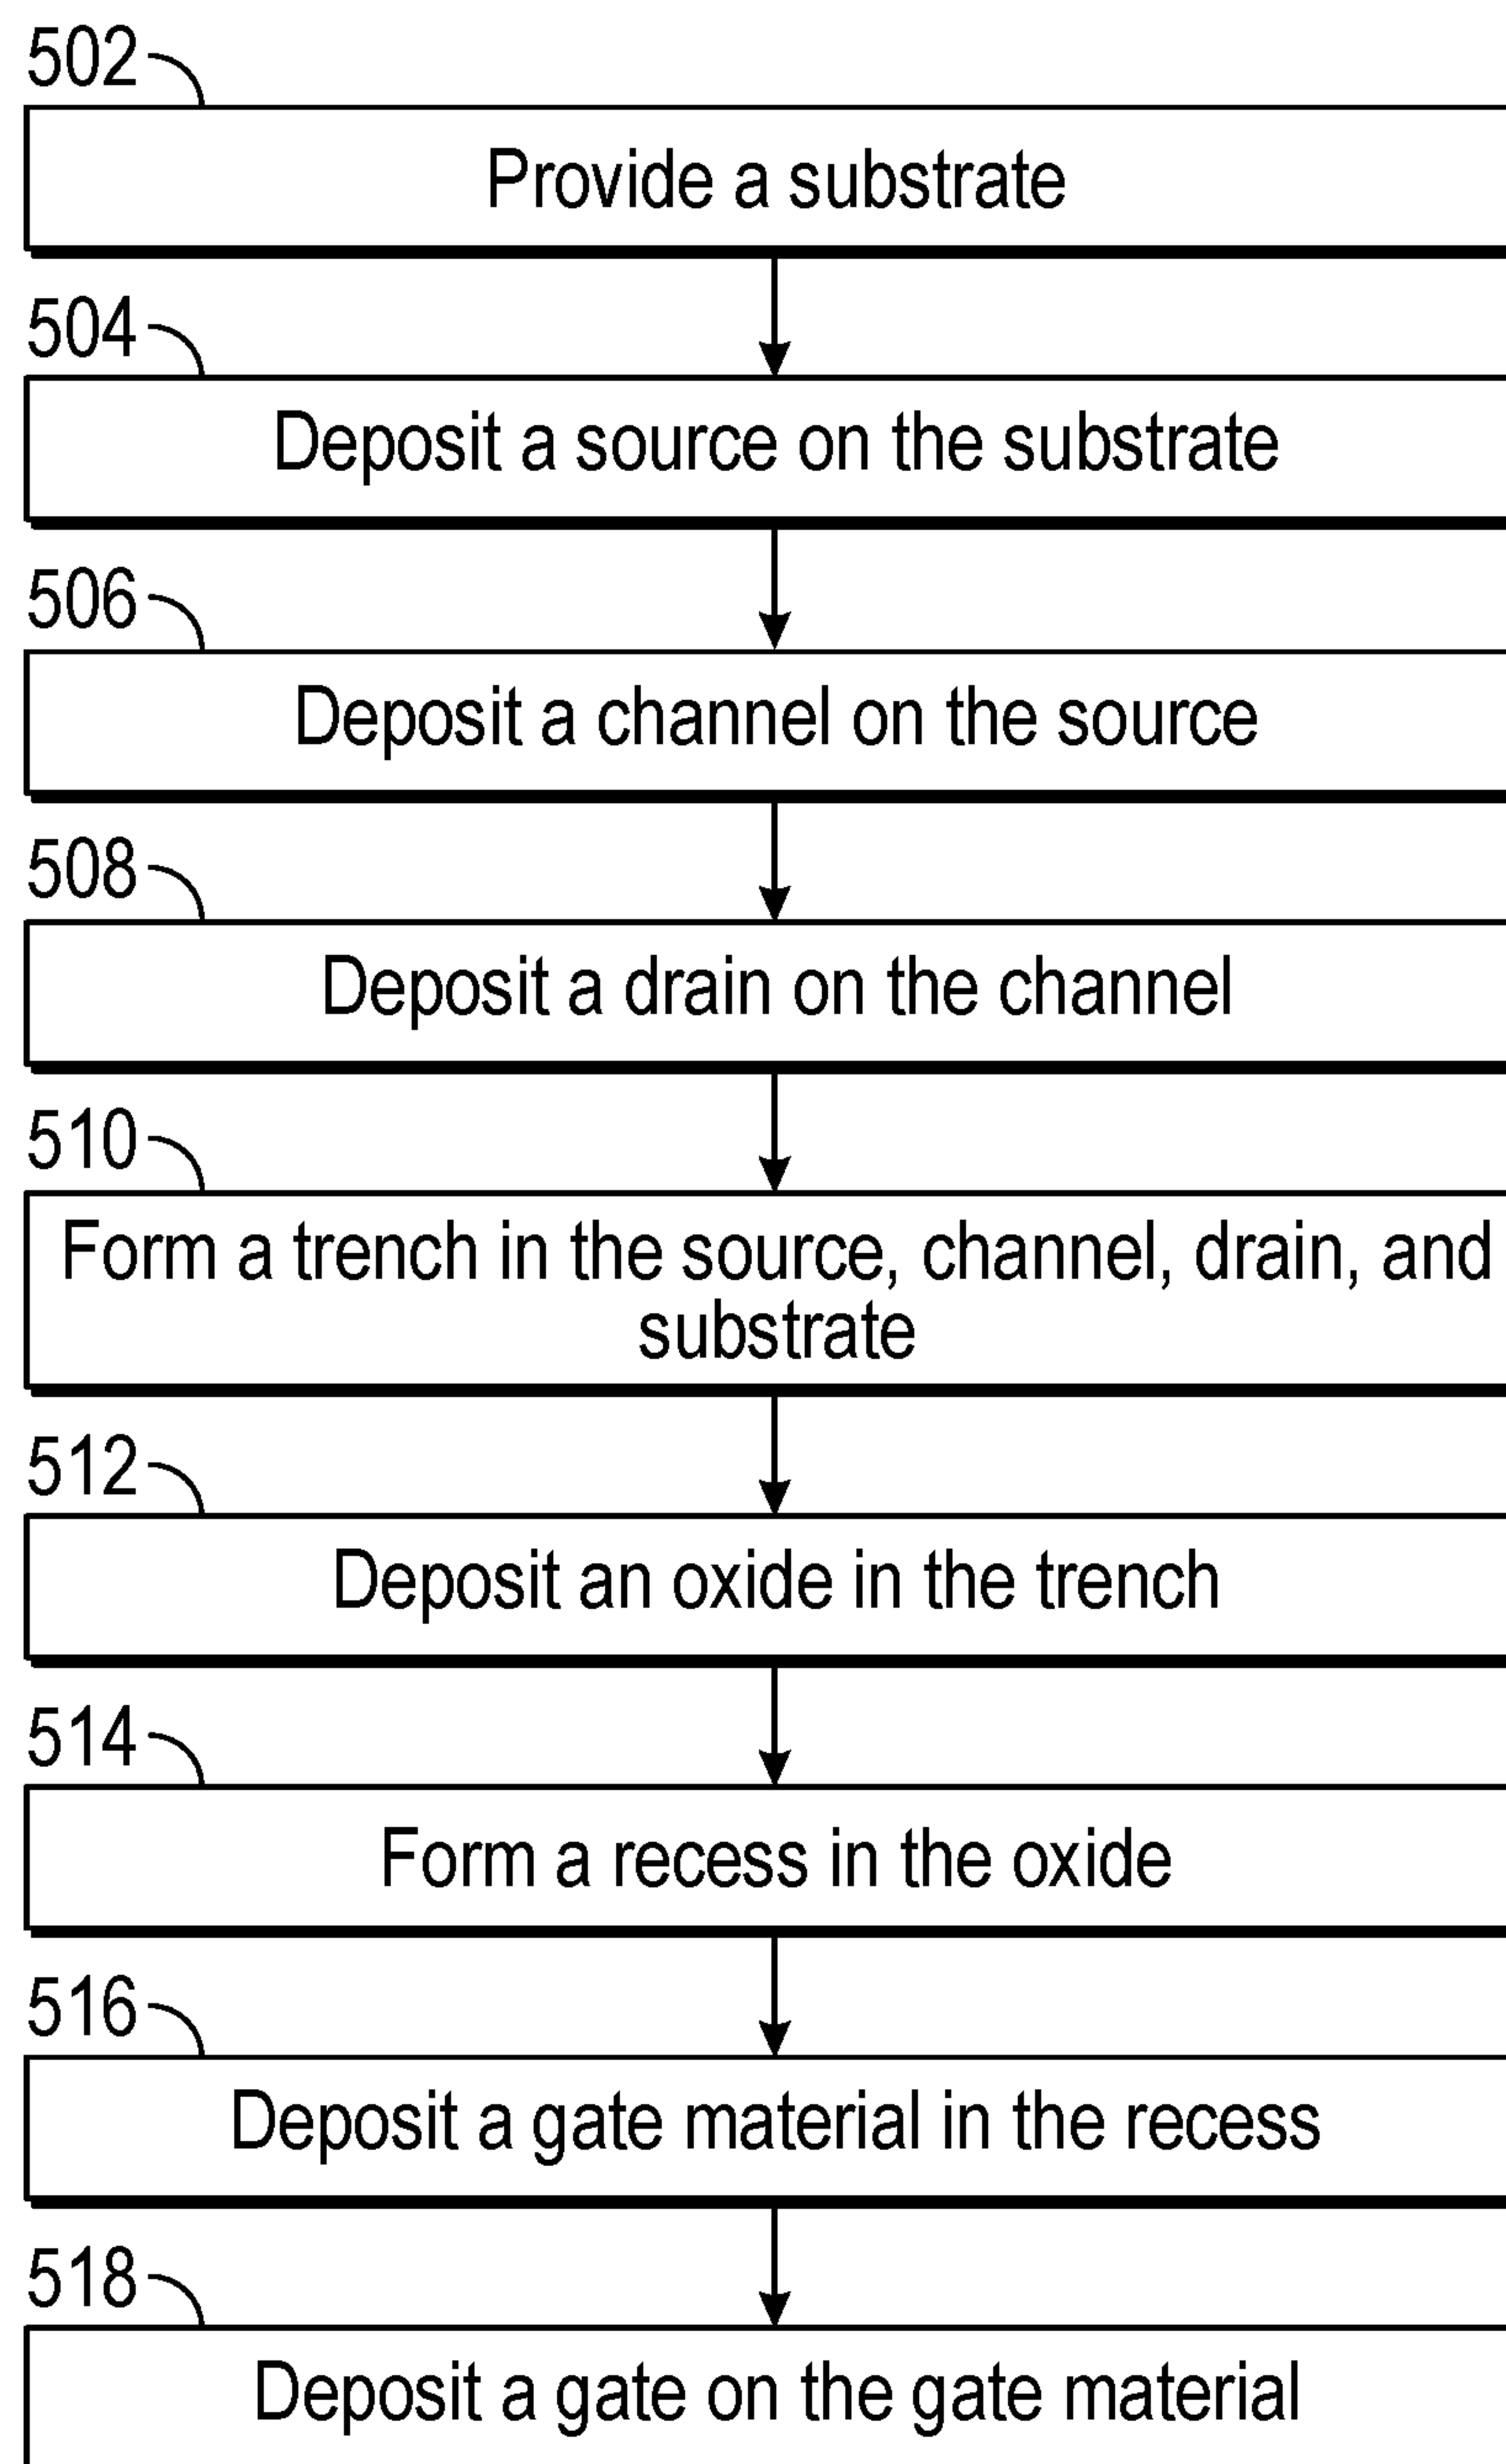 502
Provide a substrate
504
Deposit a source on the substrate
506
Deposit a channel on the source
508
Deposit a drain on the channel
510
Form a trench in the source, channel, drain, and
substrate
512
Deposit an oxide in the trench
514
Form a recess in the oxide
516
Deposit a gate material in the recess
518
Deposit a gate on the gate material